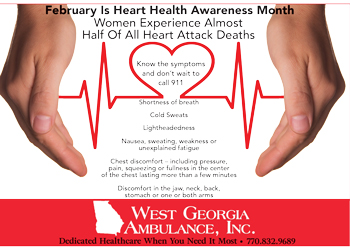 February Is Heart Health Awareness Month
Women Experience Almost
Half Of All Heart Attack Deaths
Know the symptoms
and don't wait to
call 911
Shortness of breath
Cold Sweats
Lightheadedness
Nausea, sweating, weakness or
unexplained fatigue
Chest discomfort - including pressure,
pain, squeezing or fullness in the center
of the chest lasting more than a few minutes
Discomfort in the jaw, neck, back,
stomach or one or both arms
WEST GEORGIA
AMBULANCE, INC.
Dedicated Healthcare When You Need It Most • 770.832.9689